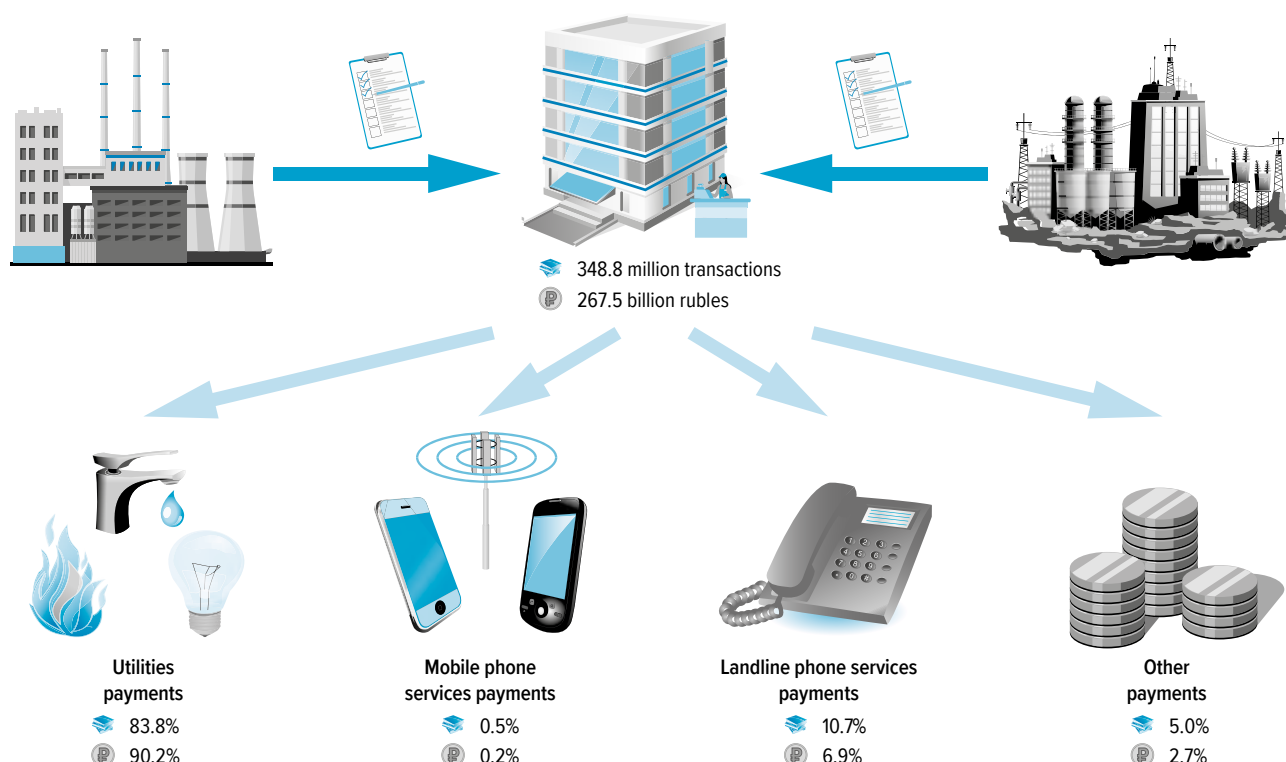 348.8 million transactions
267.5 billion rubles
Utilities
payments
83.8%
90.2%
Mobile phone
services payments
0.5%
0.2%
Landline phone services
payments
10.7%
6.9%
Other
payments
5.0%
2.7%